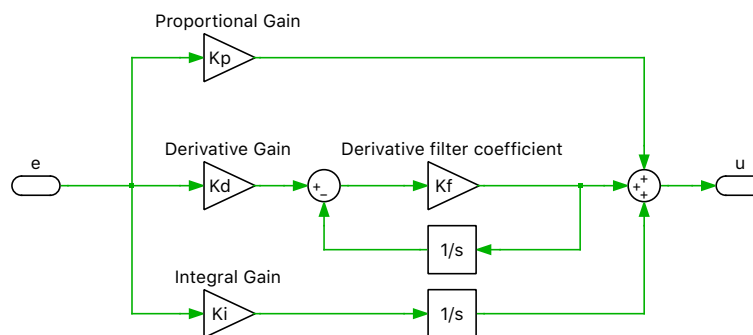 Proportional Gain
Kp
e
Derivative Gain
Kd
+
−
Derivative filter coefficient
Kf
+
+
+
u
1/s
Integral Gain
Ki
1/s